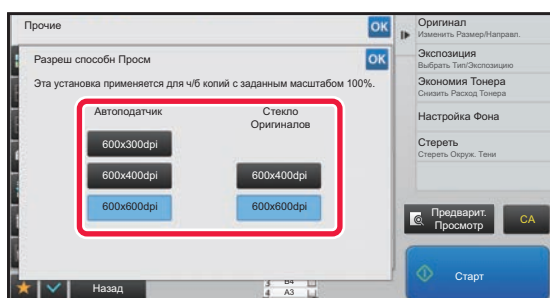 Прочие
OK
Разреш способн Просм
OK
Эта установка применяется для ч/б копий с заданным масштабом 100%.
Автоподатчик
Стекло
Оригиналов
600x300dpi
600x400dpi
600x400dpi
600x600dpi
600x600dpi
Назад
3 B4
4 A3
Оригинал
Изменить Размер/Направл.
Экспозиция
Выбрать Тип/Экспозицию
Экономия Тонера
Снизить Расход Тонера
Настройка Фона
Стереть
Стереть Окруж. Тени
Предварит.
Просмотр
CA
Старт